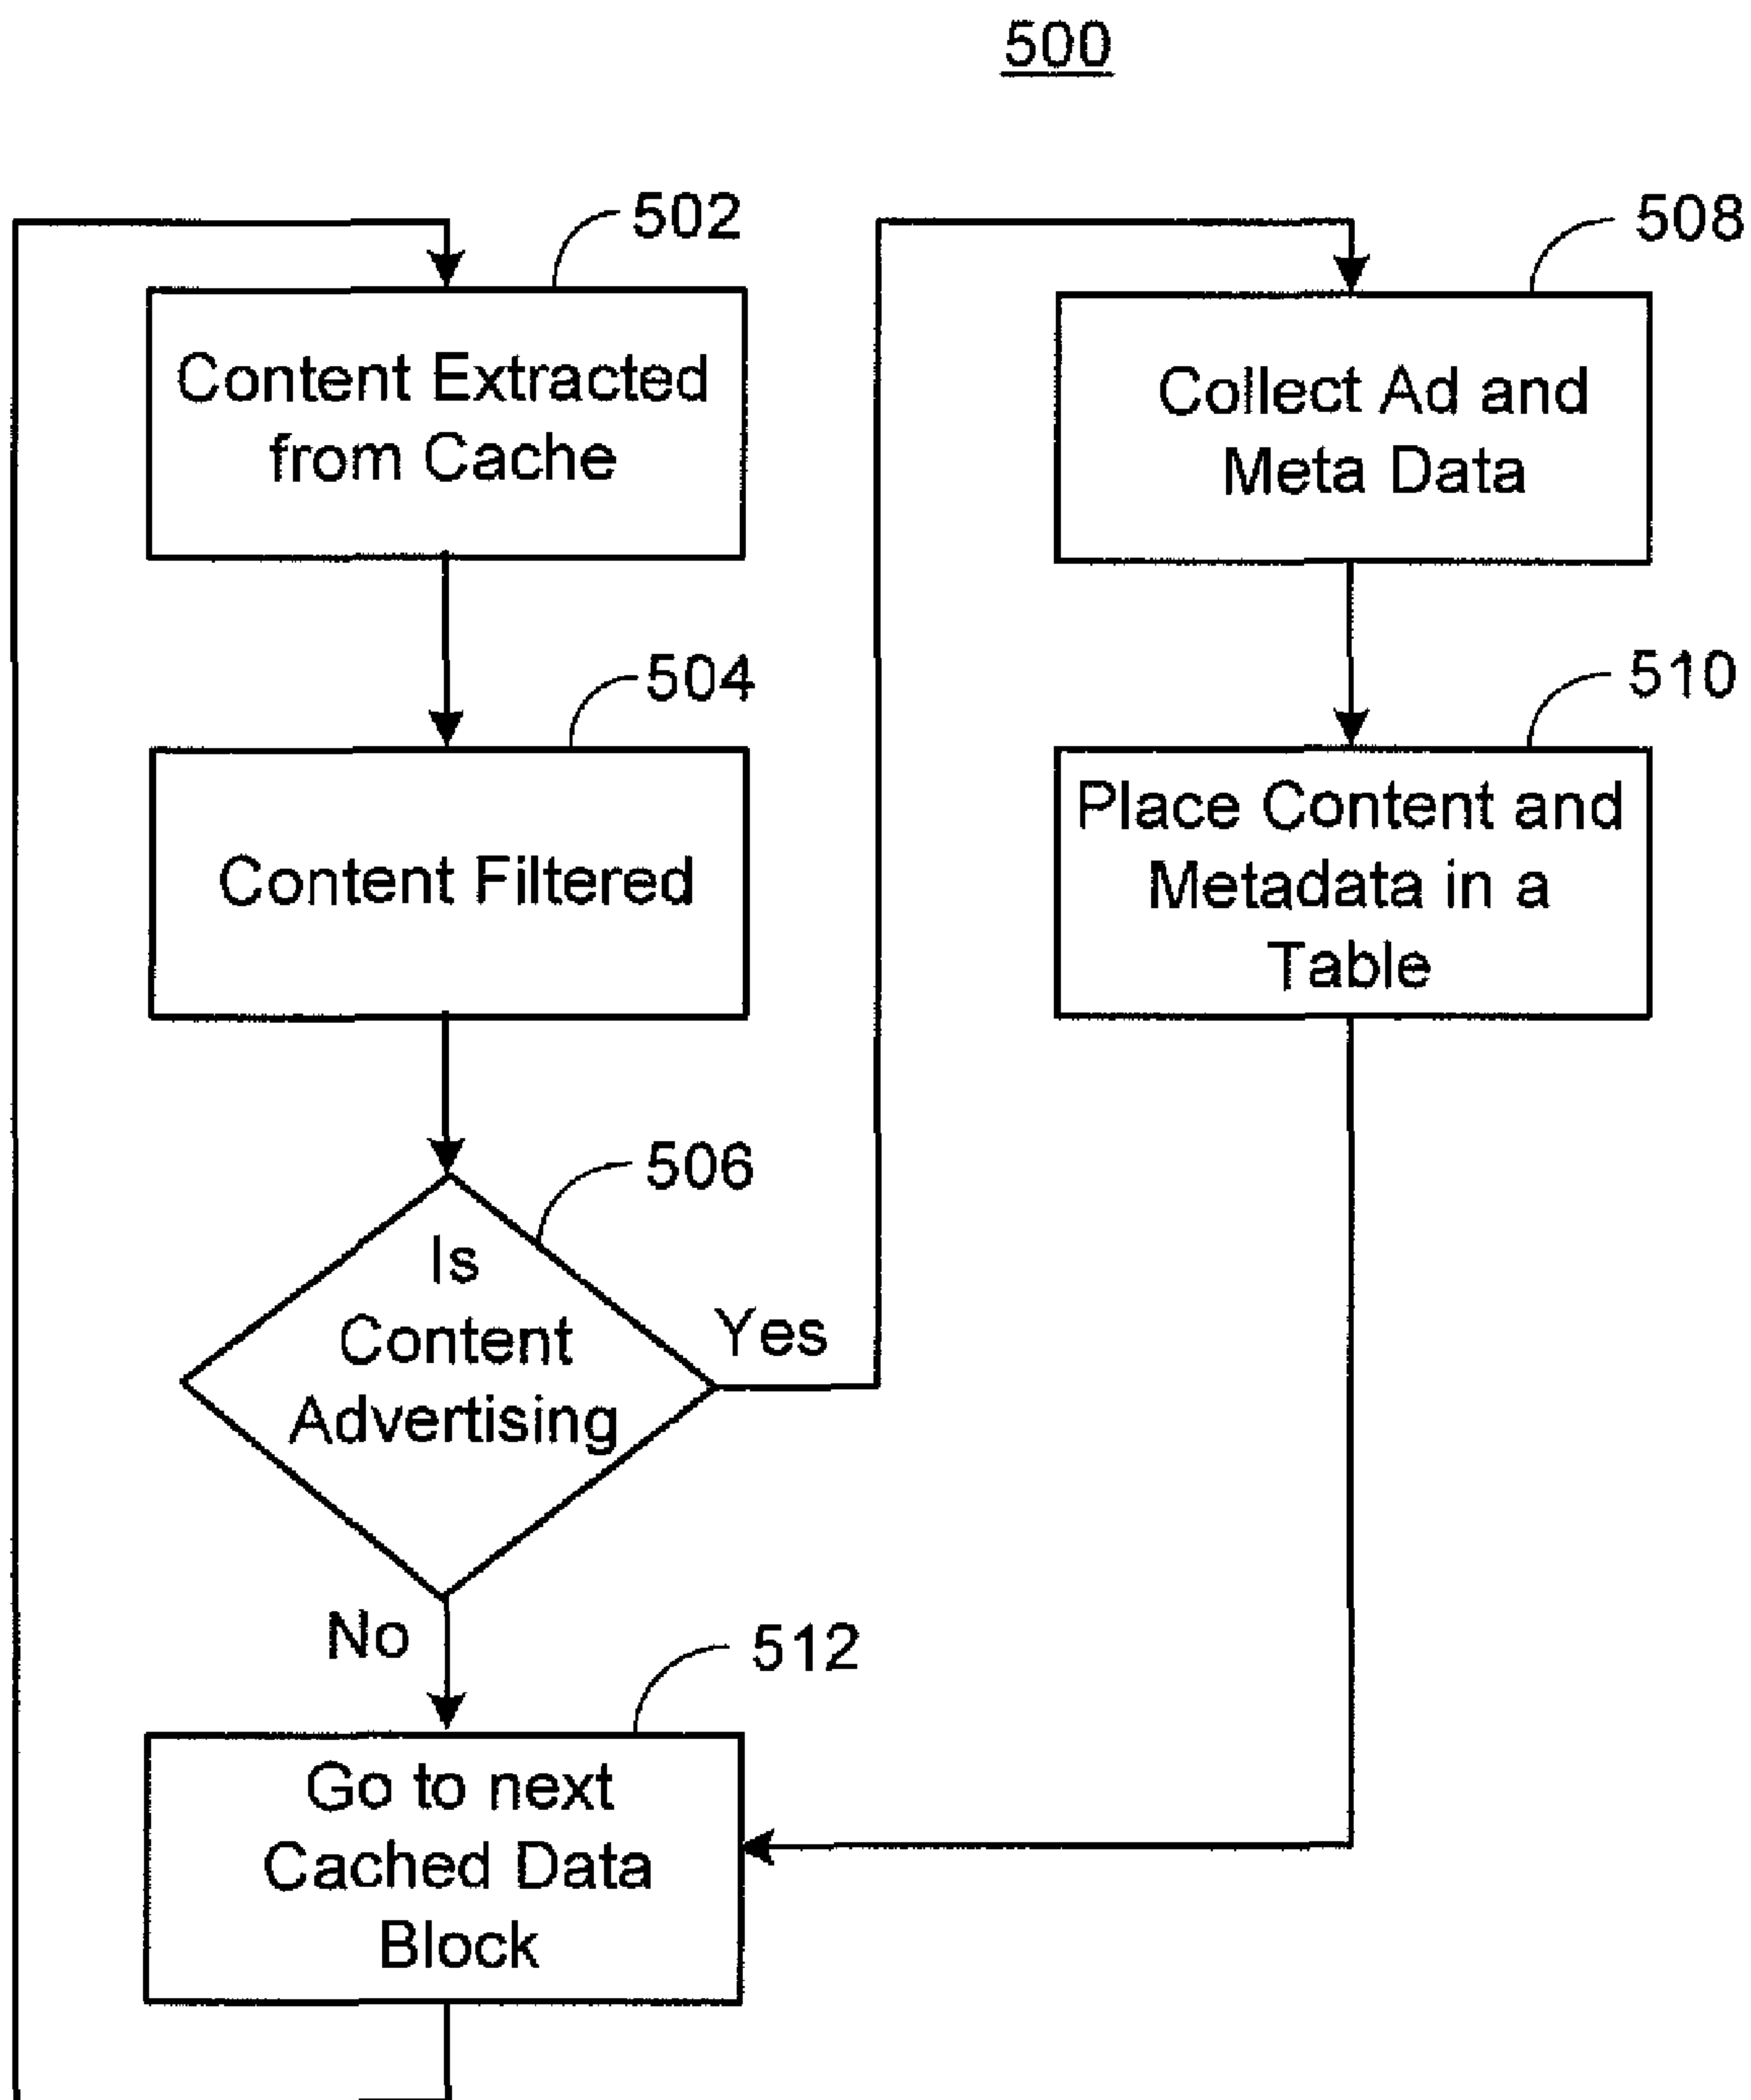 500
502
Content Extracted
from Cache
504
Content Filtered
506
Is
Content
Advertising
Yes
No
512
Go to next
Cached Data
Block
508
Collect Ad and
Meta Data
510
Place Content and
Metadata in a
Table